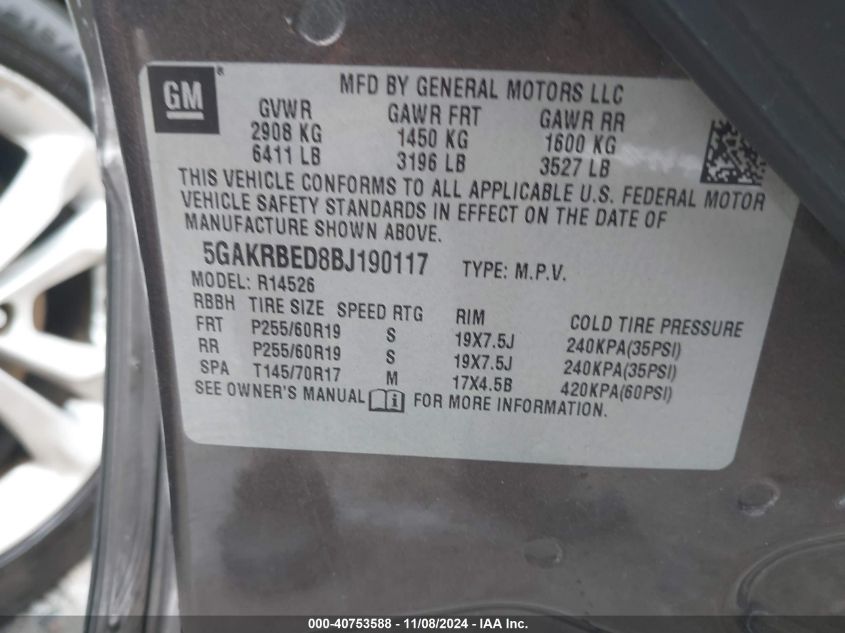 GM®
MFD BY GENERAL MOTORS LLC
GVWR GAWR FRT GAWR RR
2908 KG 1450 KG 1600 KG
6411 LB 3196 LB 3527 LB
THIS VEHICLE CONFORMS TO ALL APPLICABLE U.S. FEDERAL MOTOR
VEHICLE SAFETY STANDARDS IN EFFECT ON THE DATE OF
MANUFACTURE SHOWN ABOVE.
5GAKRBED8BJ190117 TYPE: M.P.V.
MODEL: R14526
RBBH TIRE SIZE SPEED RTG RIM COLD TIRE PRESSURE
FRT P255/60R19 S 19X7.5J 240KPA(35PSI)
RR P255/60R19 S 19X7.5J 240KPA(35PSI)
SPA T145/70R17 M 17X4.5B 420KPA(60PSI)
SEE OWNER'S MANUAL FOR MORE INFORMATION.
000-40753588 - 11/08/2024 - IAA Inc.